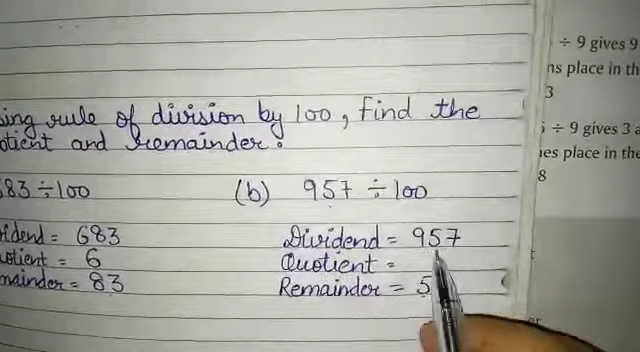 sing rule of division by 100, find the
otient and remainder.
683 ÷ 100
(b) 957 ÷ 100
idend = 683
uotient = 6
mainder = 83
Dividend = 957
Quotient =
Remainder = 5
÷ 9 gives 9
ns place in th
3
÷ 9 gives 3 a
es place in the
8